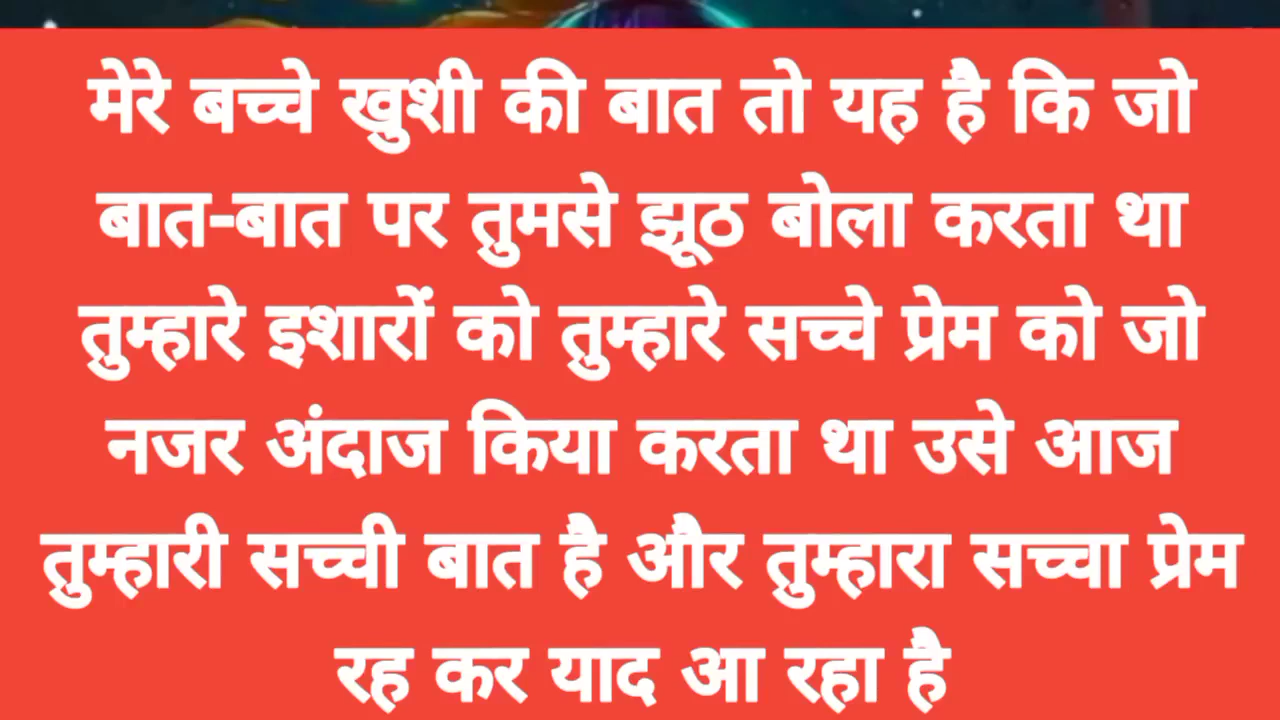 मेरे बच्चे खुशी की बात तो यह है कि जो
बात-बात पर तुमसे झूठ बोला करता था
तुम्हारे इशारों को तुम्हारे सच्चे प्रेम को जो
नजर अंदाज किया करता था उसे आज
तुम्हारी सच्ची बात है और तुम्हारा सच्चा प्रेम
रह कर याद आ रहा है